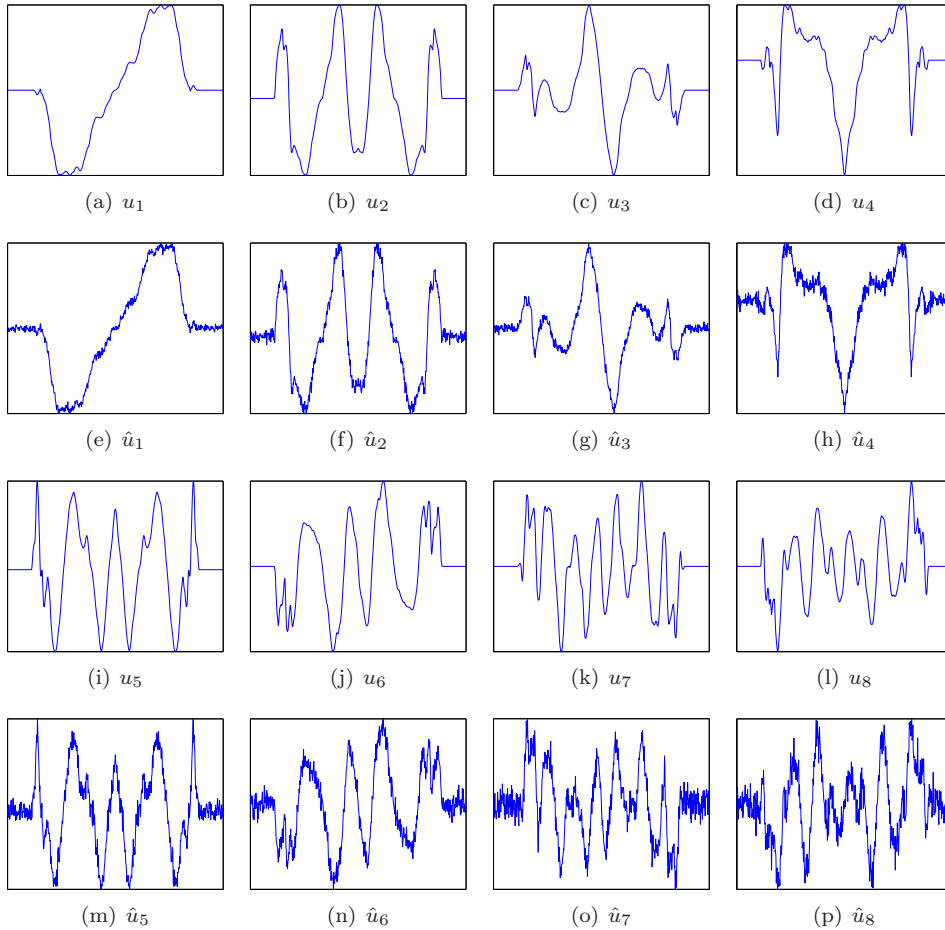 (a) u₁ (b) u₂ (c) u₃ (d) u₄
(e) û₁ (f) û₂ (g) û₃ (h) û₄
(i) u₅ (j) u₆ (k) u₇ (l) u₈
(m) û₅ (n) û₆ (o) û₇ (p) û₈